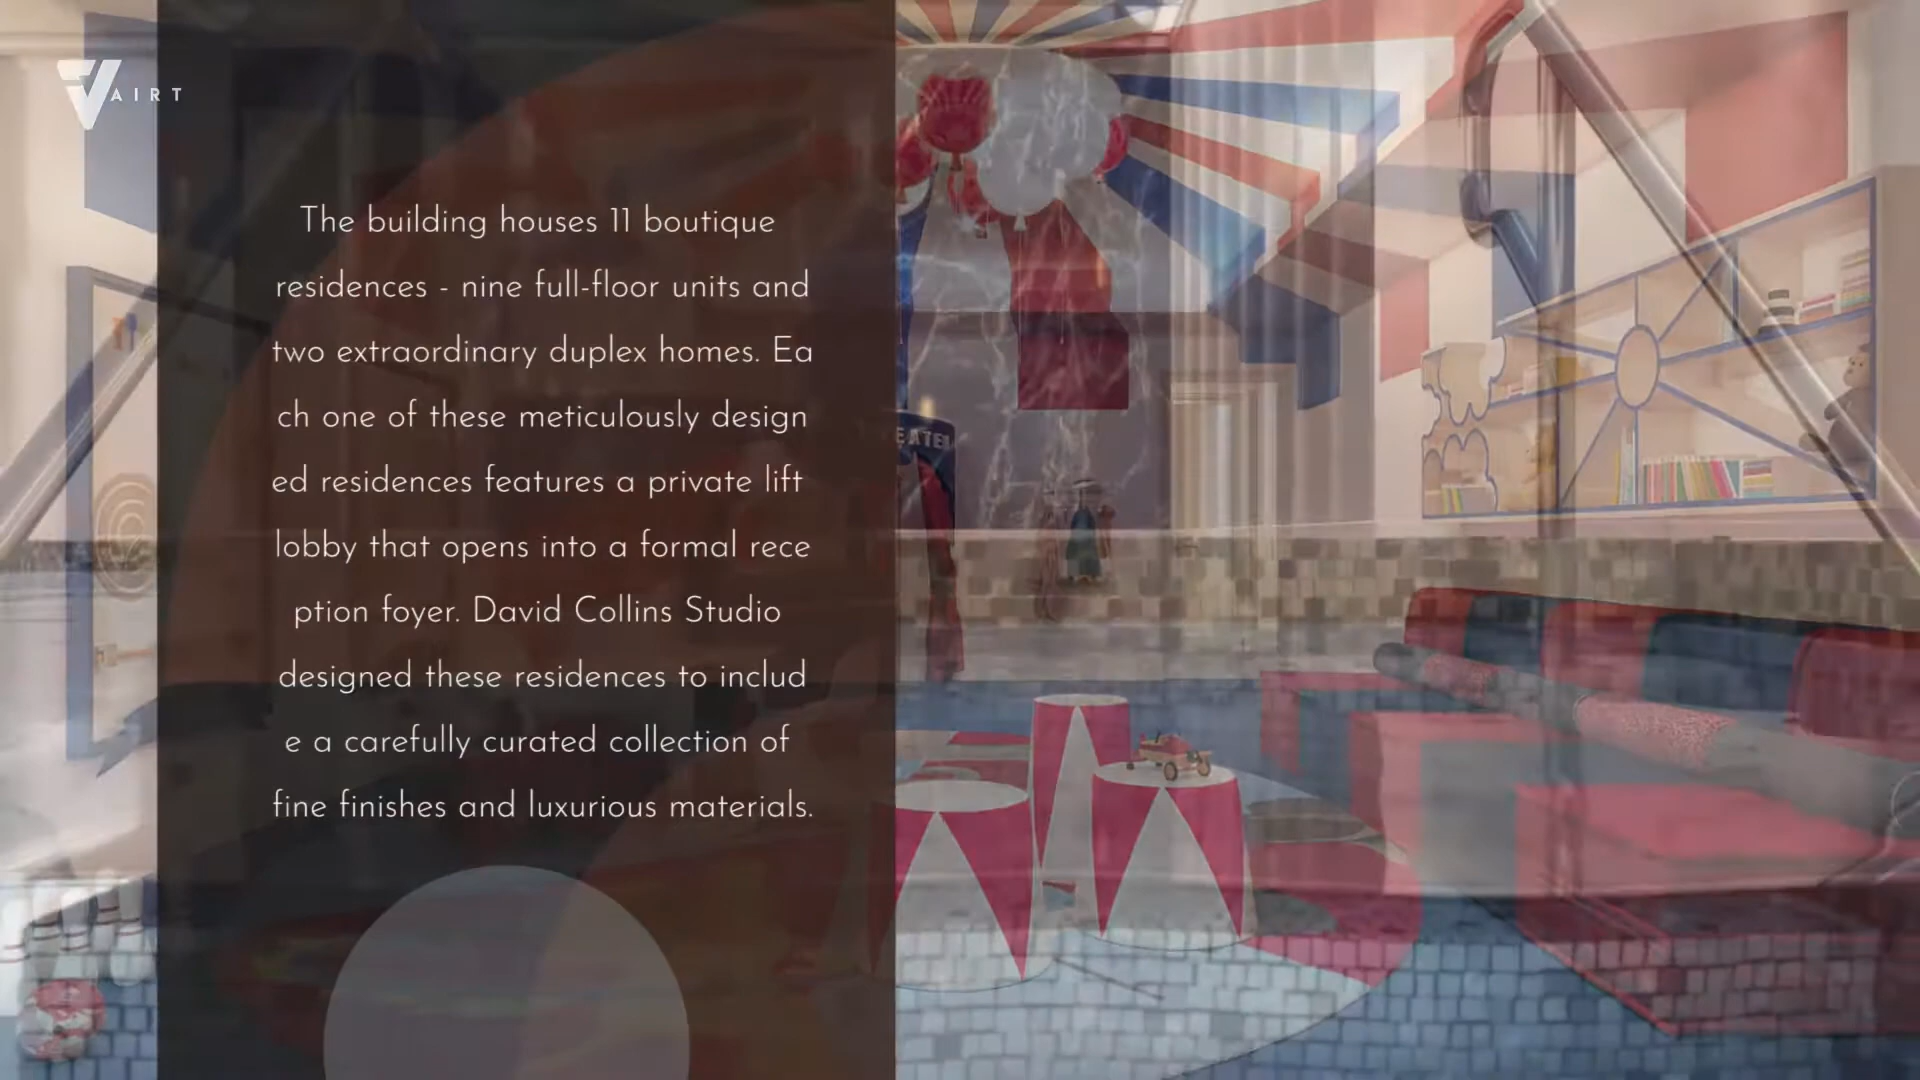 AIRT
The building houses 11 boutique
residences - nine full-floor units and
two extraordinary duplex homes. Ea
ch one of these meticulously design
ed residences features a private lift
lobby that opens into a formal rece
ption foyer. David Collins Studio
designed these residences to includ
e a carefully curated collection of
fine finishes and luxurious materials.